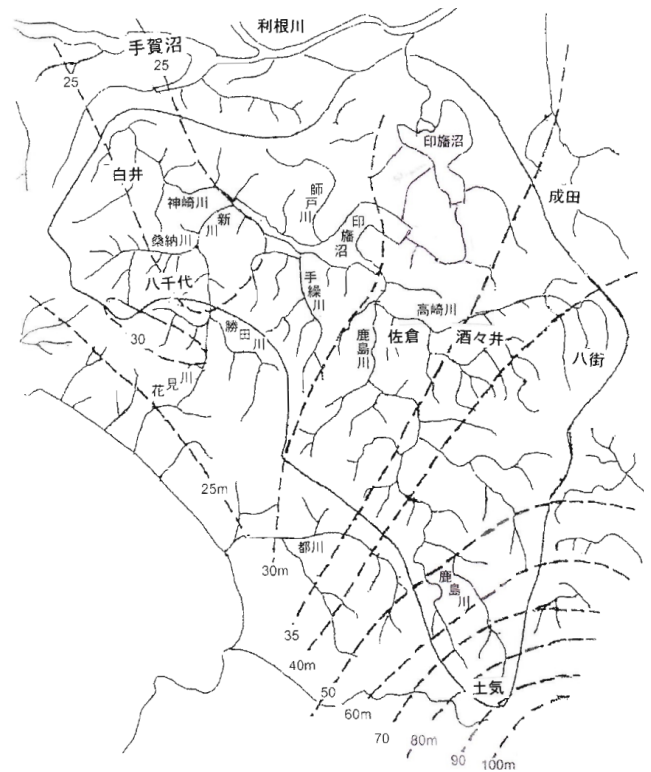 利根川
手賀沼
25
25
印旛沼
白井
師戸川
成田
神崎川
新川
印旛沼
桑納川
八千代
手繰川
高崎川
30
勝田川
鹿島川
佐倉
酒々井
八街
花見川
25m
都川
30m
鹿島川
35
40m
50
土気
60m
70
80m
90
100m